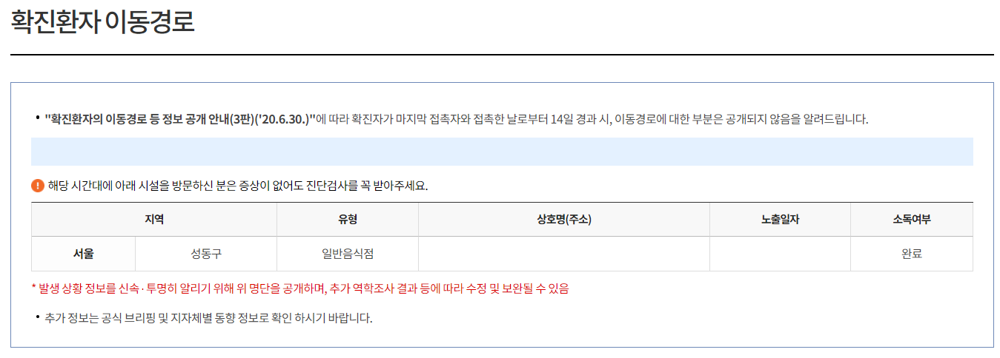 확진환자 이동경로
• "확진환자의 이동경로 등 정보 공개 안내(3판)('20.6.30.)"에 따라 확진자가 마지막 접촉자와 접촉한 날로부터 14일 경과 시, 이동경로에 대한 부분은 공개되지 않음을 알려드립니다.
! 해당 시간대에 아래 시설을 방문하신 분은 증상이 없어도 진단검사를 꼭 받아주세요.
지역 유형 상호명(주소) 노출일자 소독여부
서울 성동구 일반음식점 완료
* 발생 상황 정보를 신속·투명히 알리기 위해 위 명단을 공개하며, 추가 역학조사 결과 등에 따라 수정 및 보완될 수 있음
• 추가 정보는 공식 브리핑 및 지자체별 동향 정보로 확인 하시기 바랍니다.